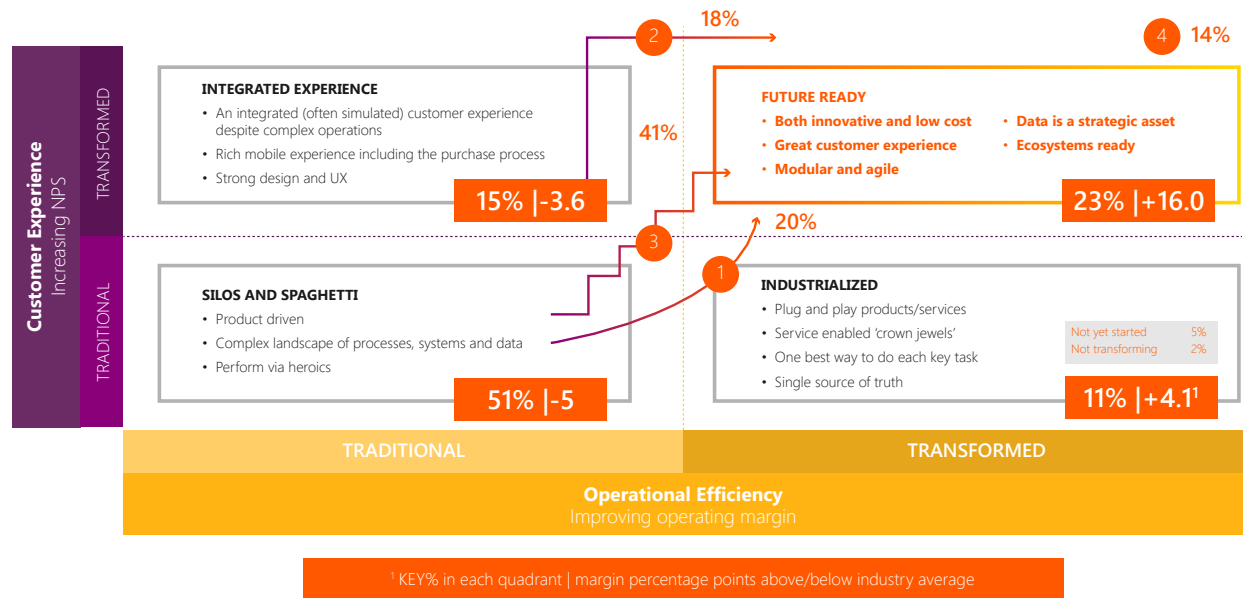 2
18%
4
14%
Customer Experience
Increasing NPS
TRANSFORMED
TRADITIONAL
INTEGRATED EXPERIENCE
• An integrated (often simulated) customer experience
despite complex operations
• Rich mobile experience including the purchase process
• Strong design and UX
15% |-3.6
41%
FUTURE READY
• Both innovative and low cost
• Great customer experience
• Modular and agile
• Data is a strategic asset
• Ecosystems ready
23% |+16.0
20%
3
1
SILOS AND SPAGHETTI
• Product driven
• Complex landscape of processes, systems and data
• Perform via heroics
51% |-5
INDUSTRIALIZED
• Plug and play products/services
• Service enabled ‘crown jewels’
• One best way to do each key task
• Single source of truth
Not yet started 5%
Not transforming 2%
11% |+4.1¹
TRADITIONAL
TRANSFORMED
Operational Efficiency
Improving operating margin
¹ KEY% in each quadrant | margin percentage points above/below industry average